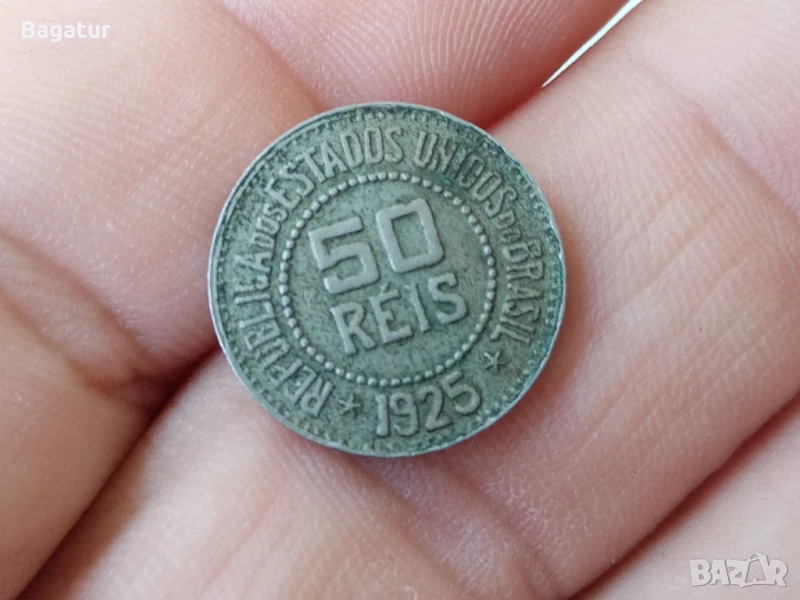 Bagatur
REPUBLICA DOS ESTADOS UNIDOS DO BRASIL
50
RÉIS
* 1925 *
BAZAR